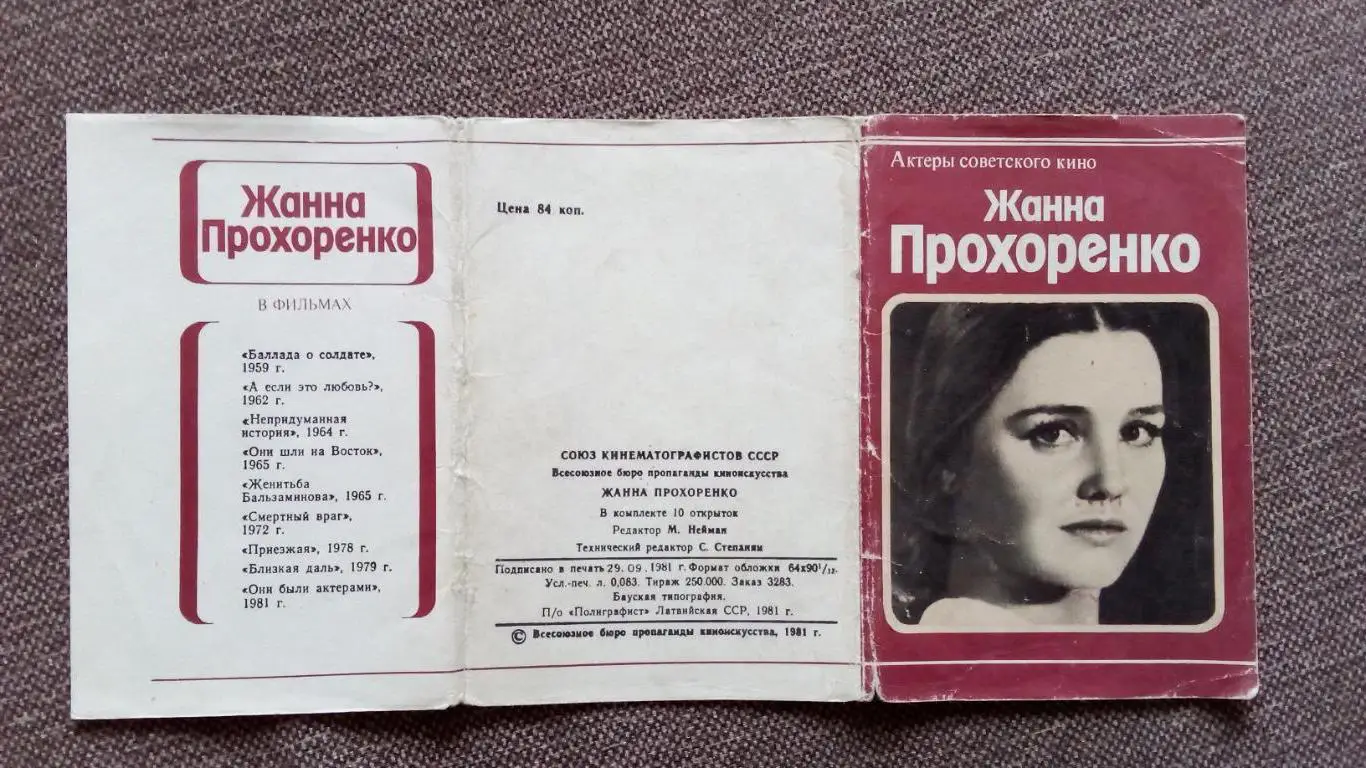 Жанна
Прохоренко
В ФИЛЬМАХ
«Баллада о солдате»,
1959 г.
«А если это любовь?»,
1962 г.
«Непридуманная
история», 1964 г.
«Они шли на Восток»,
1965 г.
«Женитьба
Бальзаминова», 1965 г.
«Смертный враг»,
1972 г.
«Приезжая», 1978 г.
«Близкая даль», 1979 г.
«Они были актерами»,
1981 г.
Цена 84 коп.
СОЮЗ КИНЕМАТОГРАФИСТОВ СССР
Всесоюзное бюро пропаганды киноискусства
ЖАННА ПРОХОРЕНКО
В комплекте 10 открыток
Редактор М. Нейман
Технический редактор С. Степанян
Подписано в печать 29.09.1981 г. Формат обложки 64х90¹/₃₂.
Усл.-печ. л. 0,083. Тираж 250.000. Заказ 3283.
Бауская типография.
П/о «Полиграфист» Латвийская ССР, 1981 г.
© Всесоюзное бюро пропаганды киноискусства, 1981 г.
Актеры советского кино
Жанна
Прохоренко